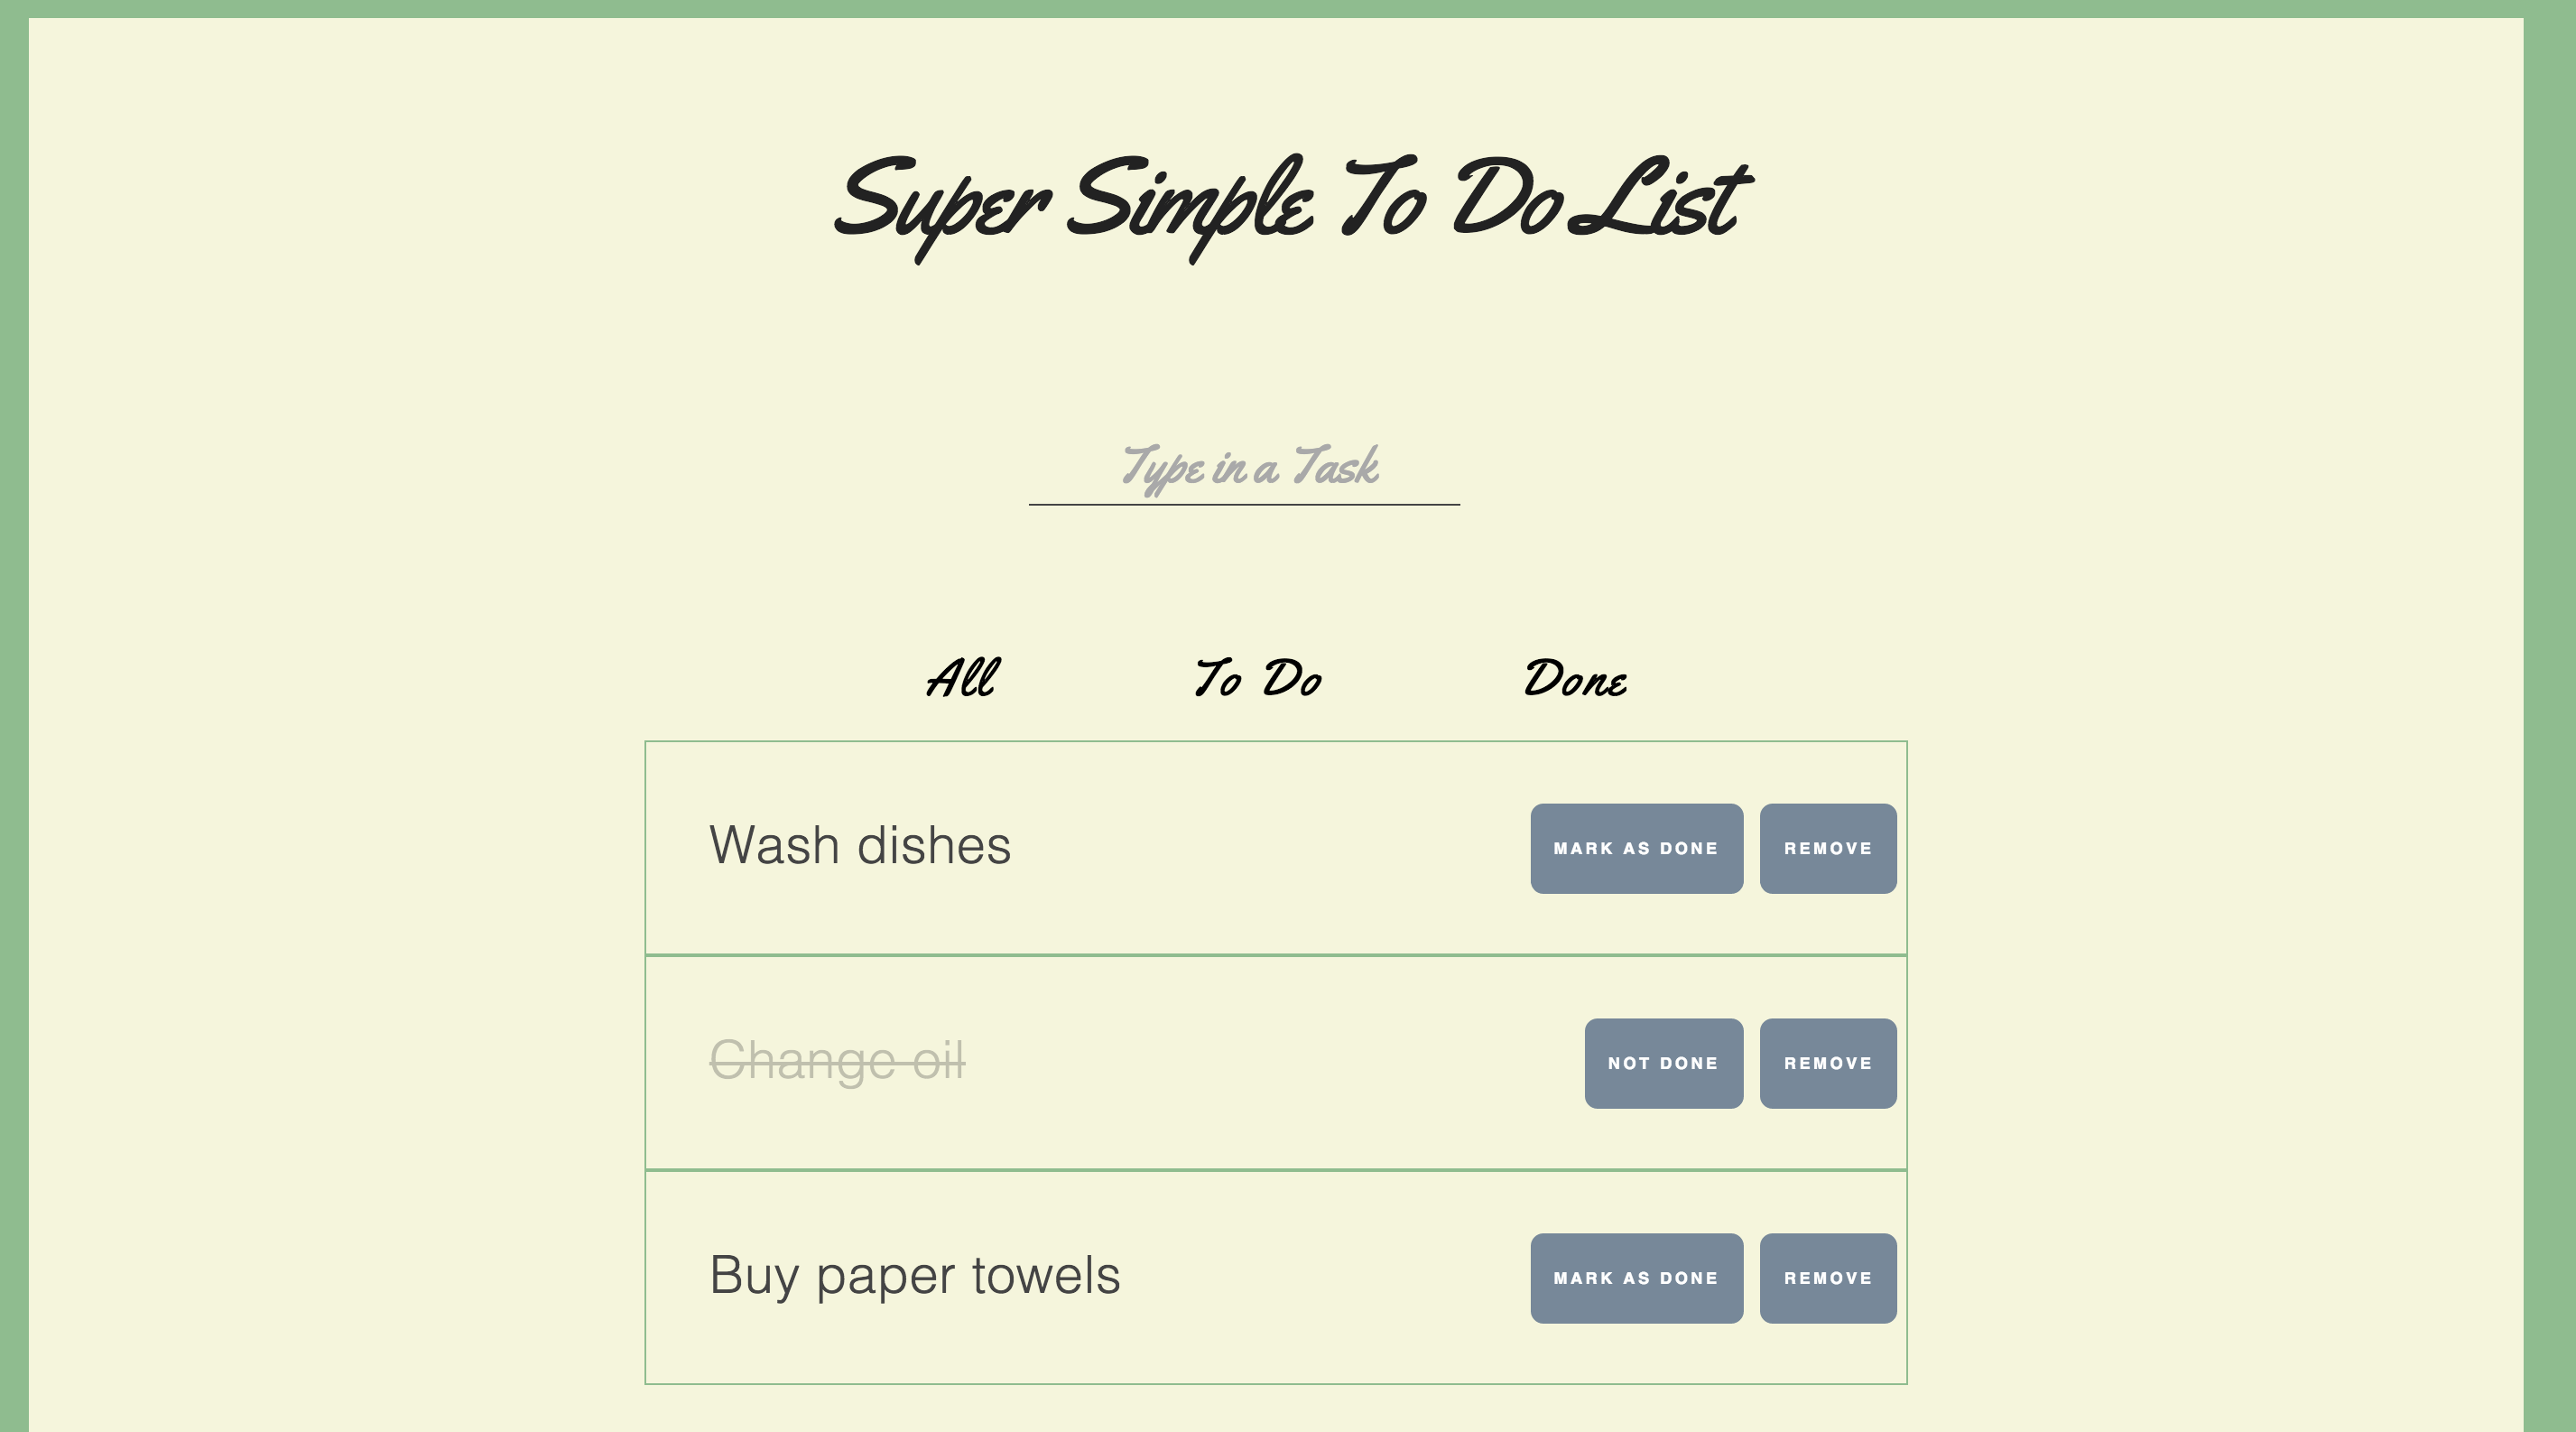 Super Simple To Do List
Type in a Task
All To Do Done
Wash dishes MARK AS DONE REMOVE
Change oil NOT DONE REMOVE
Buy paper towels MARK AS DONE REMOVE